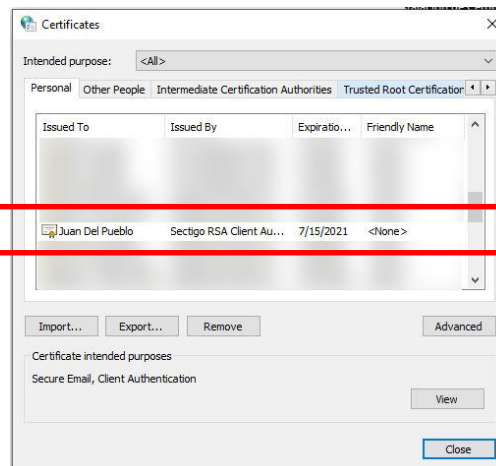 Certificates
Intended purpose: <All>
Personal Other People Intermediate Certification Authorities Trusted Root Certification
Issued To Issued By Expiratio... Friendly Name
Juan Del Pueblo Sectigo RSA Client Au... 7/15/2021 <None>
Import... Export... Remove Advanced
Certificate intended purposes
Secure Email, Client Authentication
View
Close